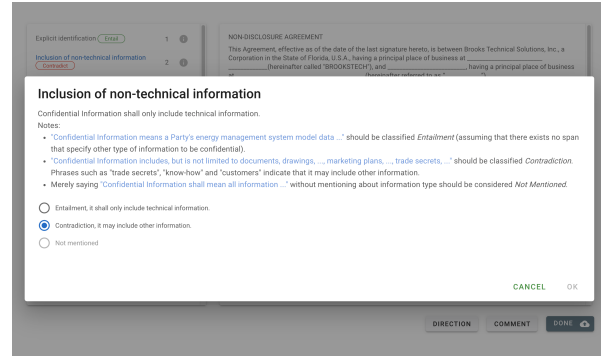 Explicit identification Entail 1
Inclusion of non-technical information
Contradict 2
NON-DISCLOSURE AGREEMENT
This Agreement, effective as of the date of the last signature hereto, is between Brooks Technical Solutions, Inc., a
Corporation in the State of Florida, U.S.A., having a principal place of business at
(hereinafter called "BROOKSTECH"), and , having a principal place of business
at (hereinafter referred to as " ")
Inclusion of non-technical information
Confidential Information shall only include technical information.
Notes:
• "Confidential Information means a Party's energy management system model data ..." should be classified Entailment (assuming that there exists no span
that specify other type of information to be confidential).
• "Confidential Information includes, but is not limited to documents, drawings, ..., marketing plans, ..., trade secrets, ..." should be classified Contradiction.
Phrases such as "trade secrets", "know-how" and "customers" indicate that it may include other information.
• Merely saying "Confidential Information shall mean all information ..." without mentioning about information type should be considered Not Mentioned.
Entailment, it shall only include technical information.
Contradiction, it may include other information.
Not mentioned
CANCEL OK
DIRECTION COMMENT DONE